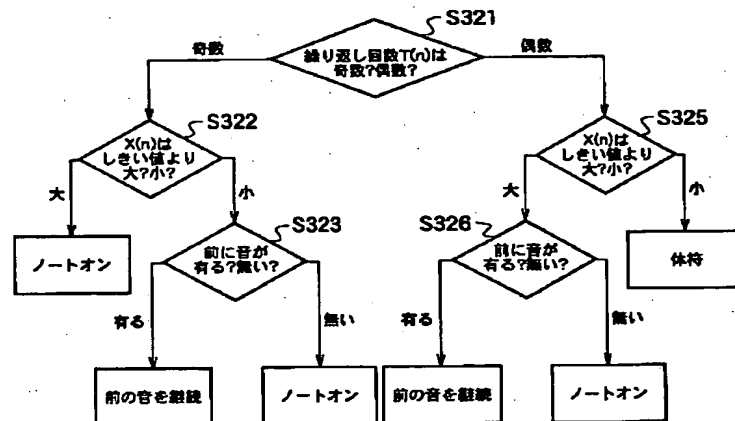 S321
繰り返し回数T(n)は
奇数?偶数?
奇数
偶数
S322
X(n)は
しきい値より
大?小?
大
小
S325
X(n)は
しきい値より
大?小?
大
小
ノートオン
S323
前に音が
有る?無い?
有る
無い
S326
前に音が
有る?無い?
有る
無い
休符
前の音を継続
ノートオン
前の音を継続
ノートオン